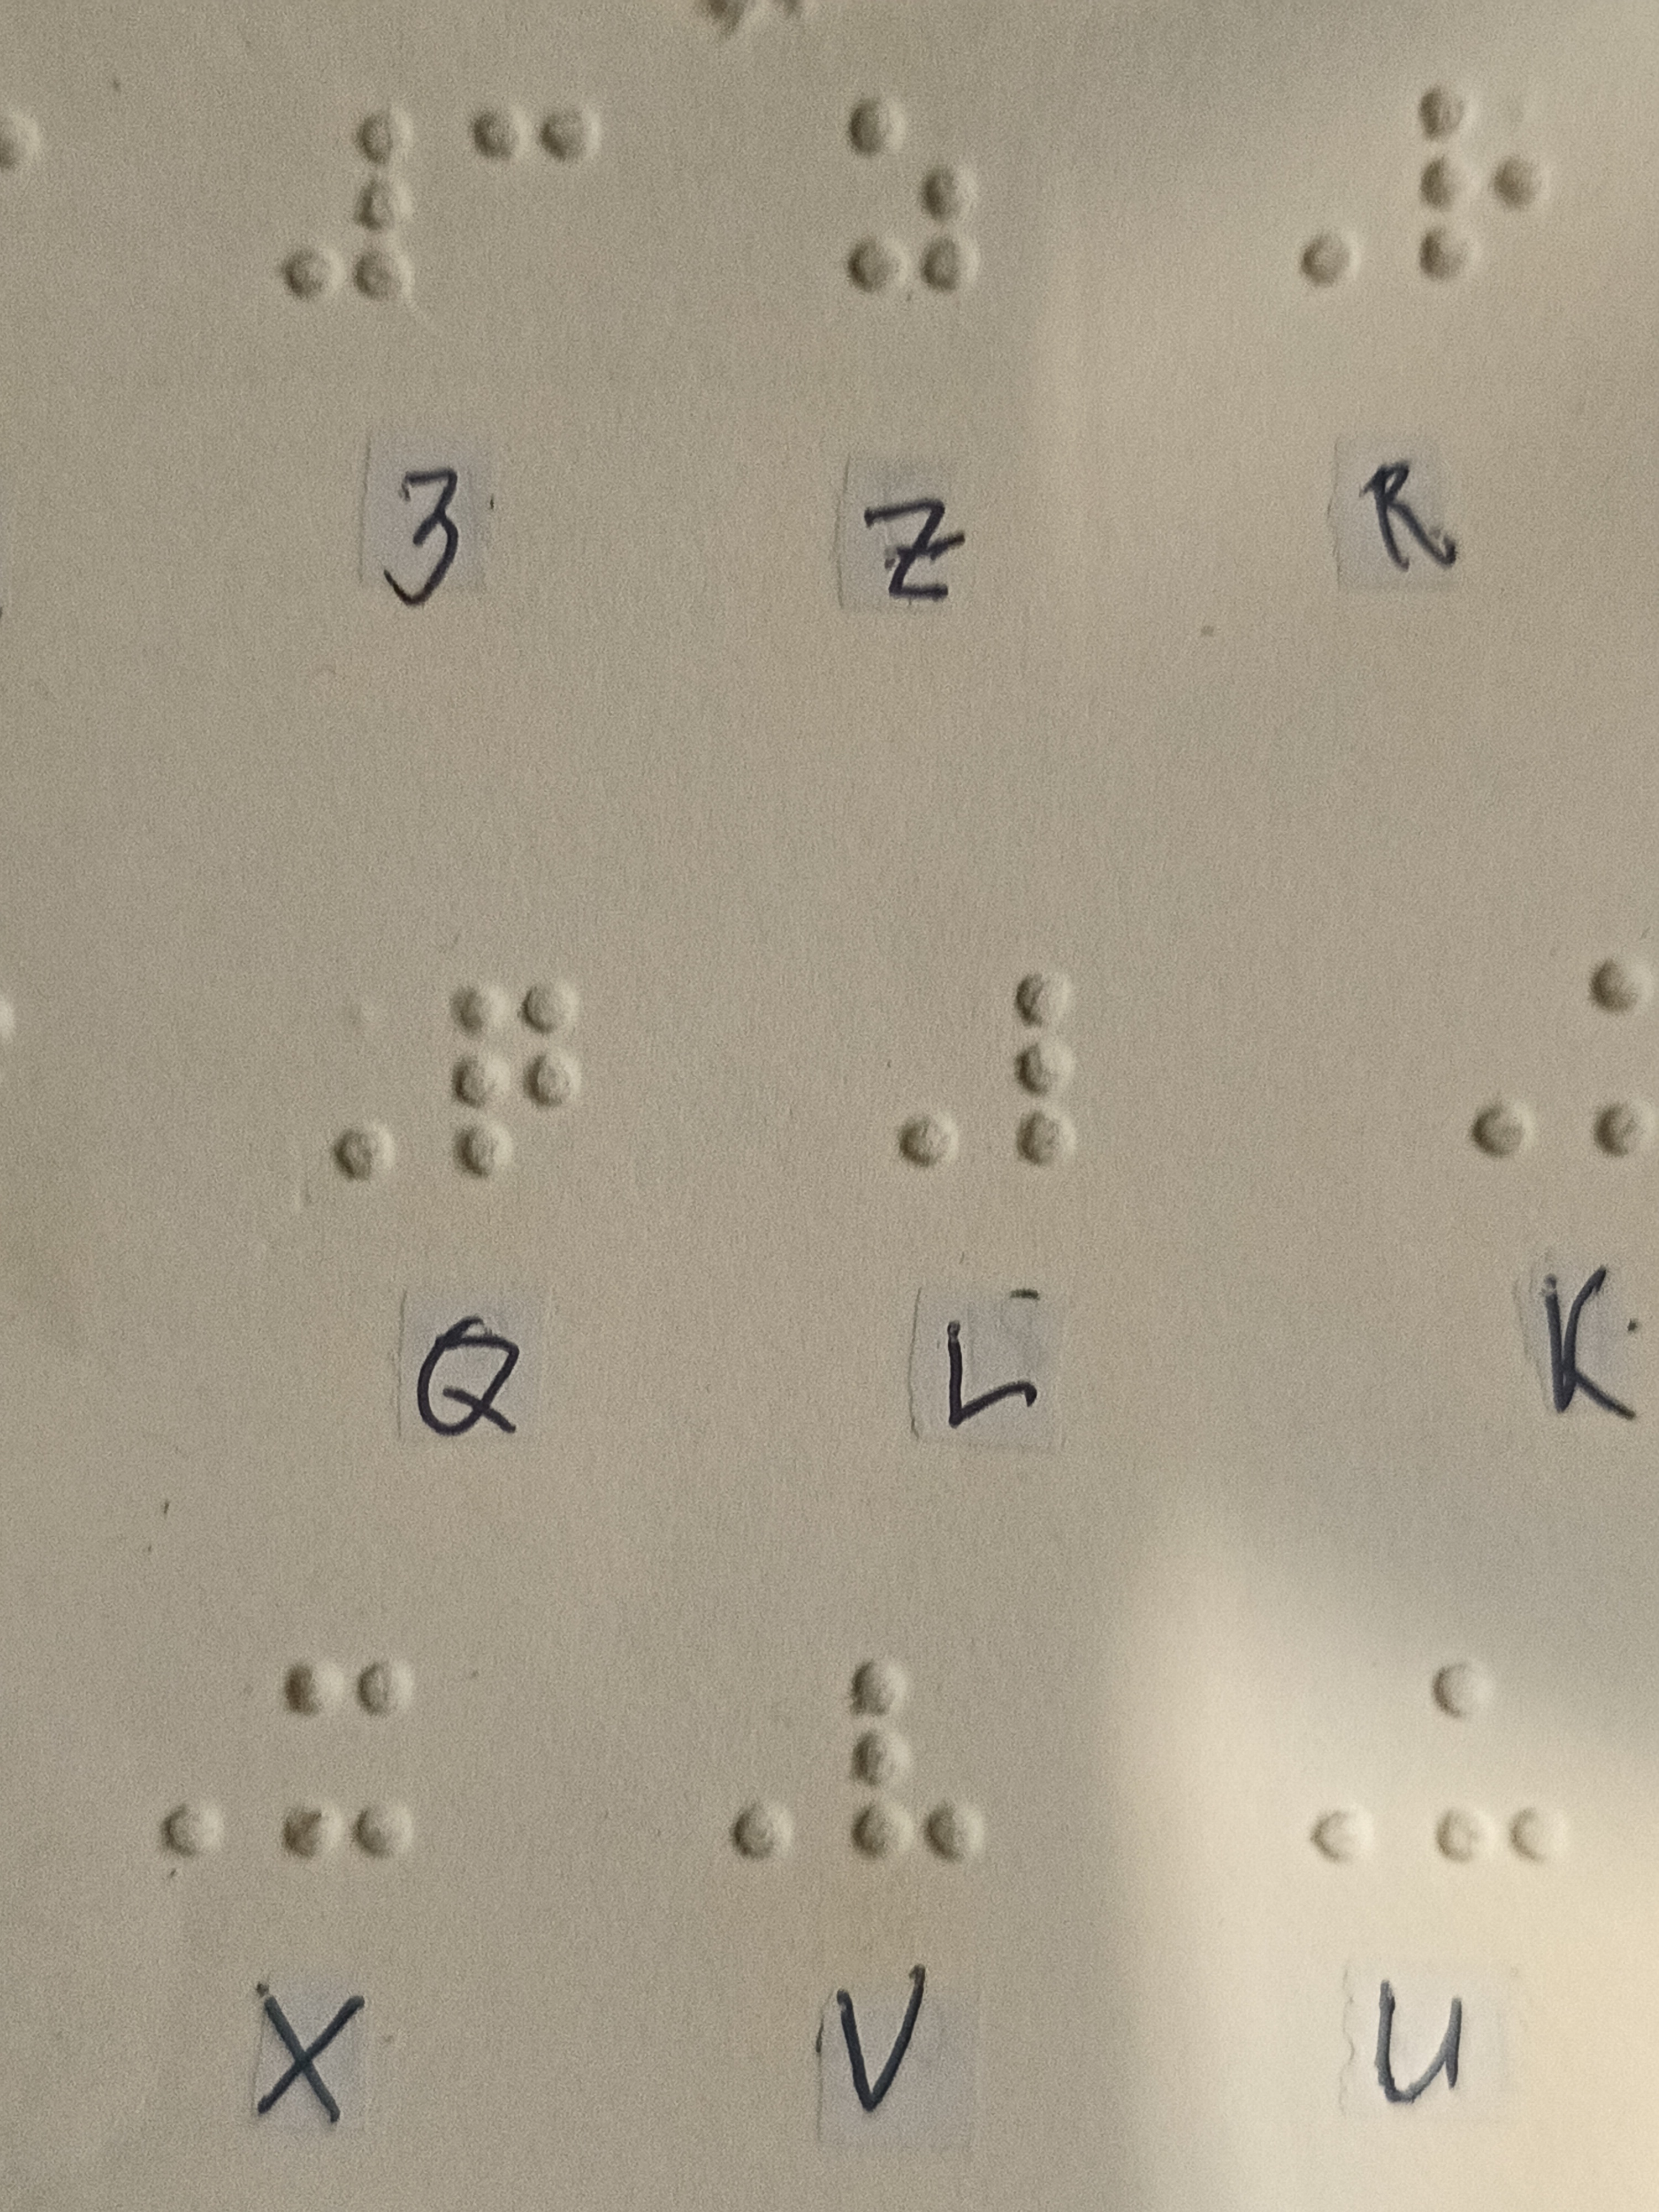 ⠼⠉ ⠵ ⠠⠗
3 Z R
⠠⠟ ⠠⠇ ⠠⠅
Q L K
⠠⠭ ⠠⠧ ⠠⠥
X V U